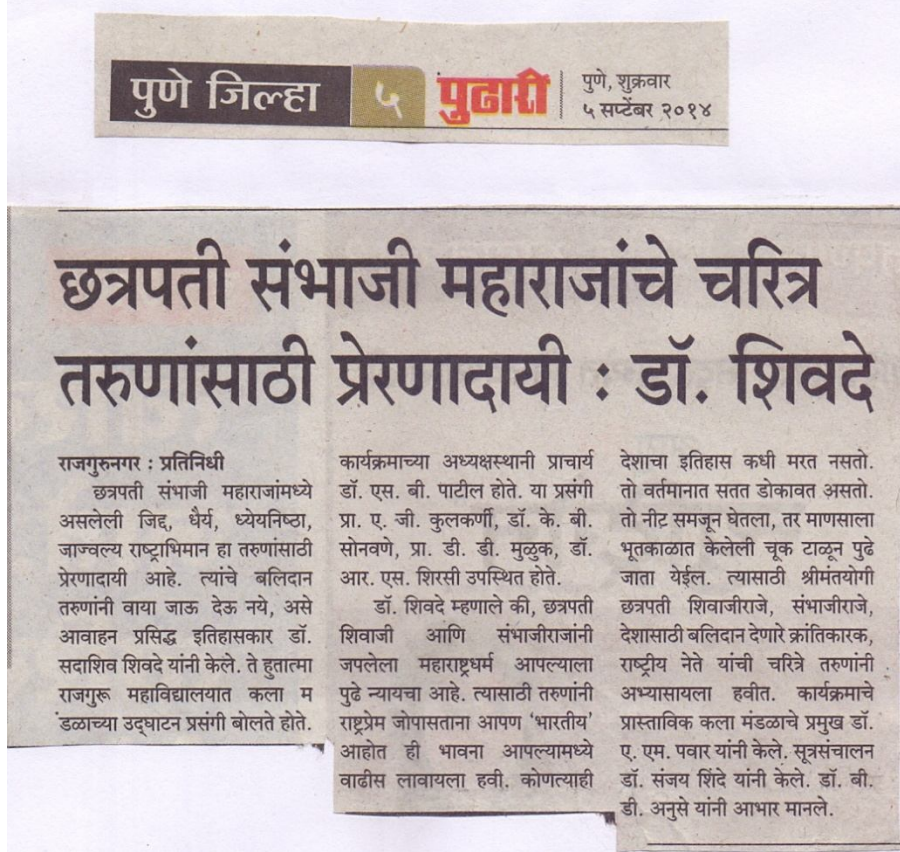 पुणे जिल्हा ५ पुढारी पुणे, शुक्रवार
५ सप्टेंबर २०१४
छत्रपती संभाजी महाराजांचे चरित्र
तरुणांसाठी प्रेरणादायी : डॉ. शिवदे
राजगुरुनगर : प्रतिनिधी
छत्रपती संभाजी महाराजांमध्ये
असलेली जिद्द, धैर्य, ध्येयनिष्ठा,
जाज्वल्य राष्ट्राभिमान हा तरुणांसाठी
प्रेरणादायी आहे. त्यांचे बलिदान
तरुणांनी वाया जाऊ देऊ नये, असे
आवाहन प्रसिद्ध इतिहासकार डॉ.
सदाशिव शिवदे यांनी केले. ते हुतात्मा
राजगुरू महाविद्यालयात कला म
डळाच्या उद्‌घाटन प्रसंगी बोलते होते.
कार्यक्रमाच्या अध्यक्षस्थानी प्राचार्य
डॉ. एस. बी. पाटील होते. या प्रसंगी
प्रा. ए. जी. कुलकर्णी, डॉ. के. बी.
सोनवणे, प्रा. डी. डी. मुळुक, डॉ.
आर. एस. शिरसी उपस्थित होते.
डॉ. शिवदे म्हणाले की, छत्रपती
शिवाजी आणि संभाजीराजांनी
जपलेला महाराष्ट्रधर्म आपल्याला
पुढे न्यायचा आहे. त्यासाठी तरुणांनी
राष्ट्रप्रेम जोपासताना आपण ‘भारतीय’
आहोत ही भावना आपल्यामध्ये
वाढीस लावायला हवी. कोणत्याही
देशाचा इतिहास कधी मरत नसतो.
तो वर्तमानात सतत डोकावत असतो.
तो नीट समजून घेतला, तर माणसाला
भूतकाळात केलेली चूक टाळून पुढे
जाता येईल. त्यासाठी श्रीमंतयोगी
छत्रपती शिवाजीराजे, संभाजीराजे,
देशासाठी बलिदान देणारे क्रांतिकारक,
राष्ट्रीय नेते यांची चरित्रे तरुणांनी
अभ्यासायला हवीत. कार्यक्रमाचे
प्रास्ताविक कला मंडळाचे प्रमुख डॉ.
ए. एम. पवार यांनी केले. सूत्रसंचालन
डॉ. संजय शिंदे यांनी केले. डॉ. बी.
डी. अनुसे यांनी आभार मानले.